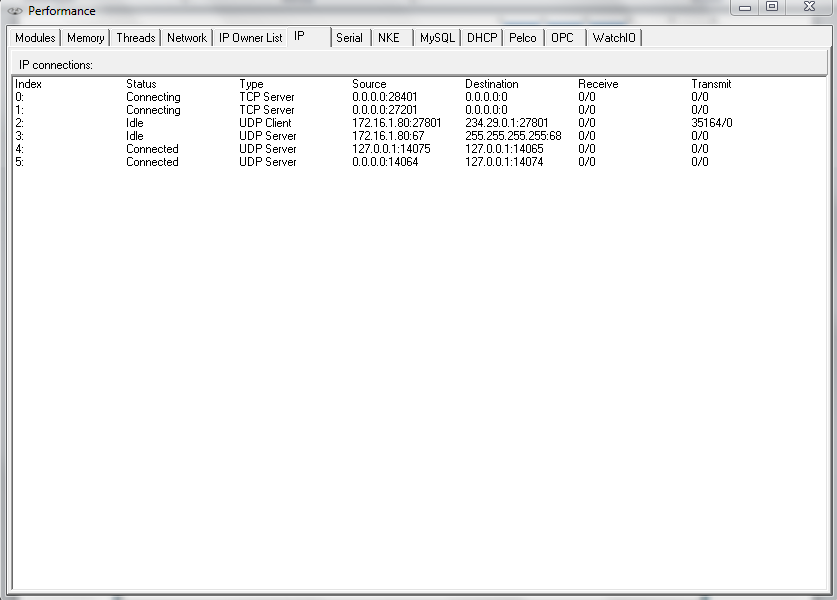 Performance
Modules Memory Threads Network IP Owner List IP Serial NKE MySQL DHCP Pelco OPC WatchIO
IP connections:
Index Status Type Source Destination Receive Transmit
0: Connecting TCP Server 0.0.0.0:28401 0.0.0.0:0 0/0 0/0
1: Connecting TCP Server 0.0.0.0:27201 0.0.0.0:0 0/0 0/0
2: Idle UDP Client 172.16.1.80:27801 234.29.0.1:27801 0/0 35164/0
3: Idle UDP Server 172.16.1.80:67 255.255.255.255:68 0/0 0/0
4: Connected UDP Server 127.0.0.1:14075 127.0.0.1:14065 0/0 0/0
5: Connected UDP Server 0.0.0.0:14064 127.0.0.1:14074 0/0 0/0